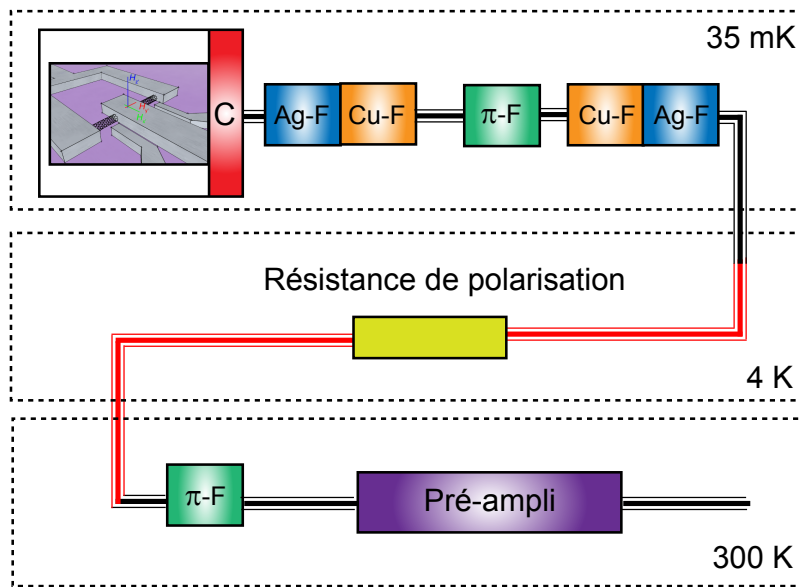 35 mK
C
Ag-F
Cu-F
π-F
Cu-F
Ag-F
Résistance de polarisation
4 K
π-F
Pré-ampli
300 K